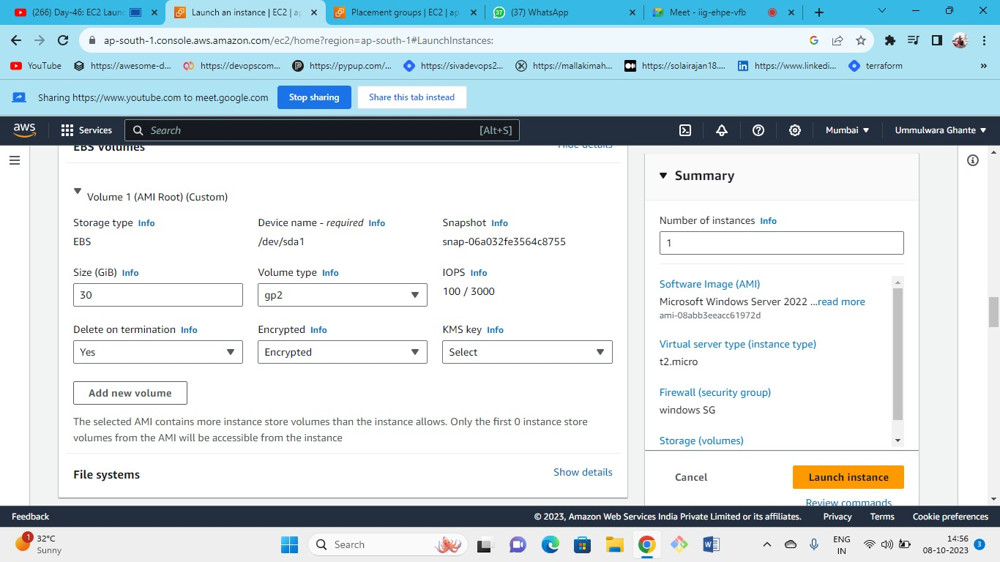 (266) Day-46: EC2 Launc
Launch an instance | EC2 | ap
Placement groups | EC2 | ap
(37) WhatsApp
Meet - iig-ehpe-vfb
ap-south-1.console.aws.amazon.com/ec2/home?region=ap-south-1#LaunchInstances:
YouTube
https://awesome-d...
https://devopscom...
https://pypup.com/...
https://sivadevops2...
https://mallakimah...
https://solairajan18....
https://www.linkedi...
terraform
Sharing https://www.youtube.com to meet.google.com
Stop sharing
Share this tab instead
aws
Services
Search
[Alt+S]
Mumbai
Ummulwara Ghante
EBS Volumes
Hide details
Volume 1 (AMI Root) (Custom)
Storage type Info
Device name - required Info
Snapshot Info
EBS
/dev/sda1
snap-06a032fe3564c8755
Size (GiB) Info
Volume type Info
IOPS Info
30
gp2
100 / 3000
Delete on termination Info
Encrypted Info
KMS key Info
Yes
Encrypted
Select
Add new volume
The selected AMI contains more instance store volumes than the instance allows. Only the first 0 instance store
volumes from the AMI will be accessible from the instance
File systems
Show details
Summary
Number of instances Info
1
Software Image (AMI)
Microsoft Windows Server 2022 ...read more
ami-08abb3eeacc61972d
Virtual server type (instance type)
t2.micro
Firewall (security group)
windows SG
Storage (volumes)
Cancel
Launch instance
Review commands
Feedback
© 2023, Amazon Web Services India Private Limited or its affiliates.
Privacy
Terms
Cookie preferences
1
32°C
Sunny
Search
ENG
IN
14:56
08-10-2023
3